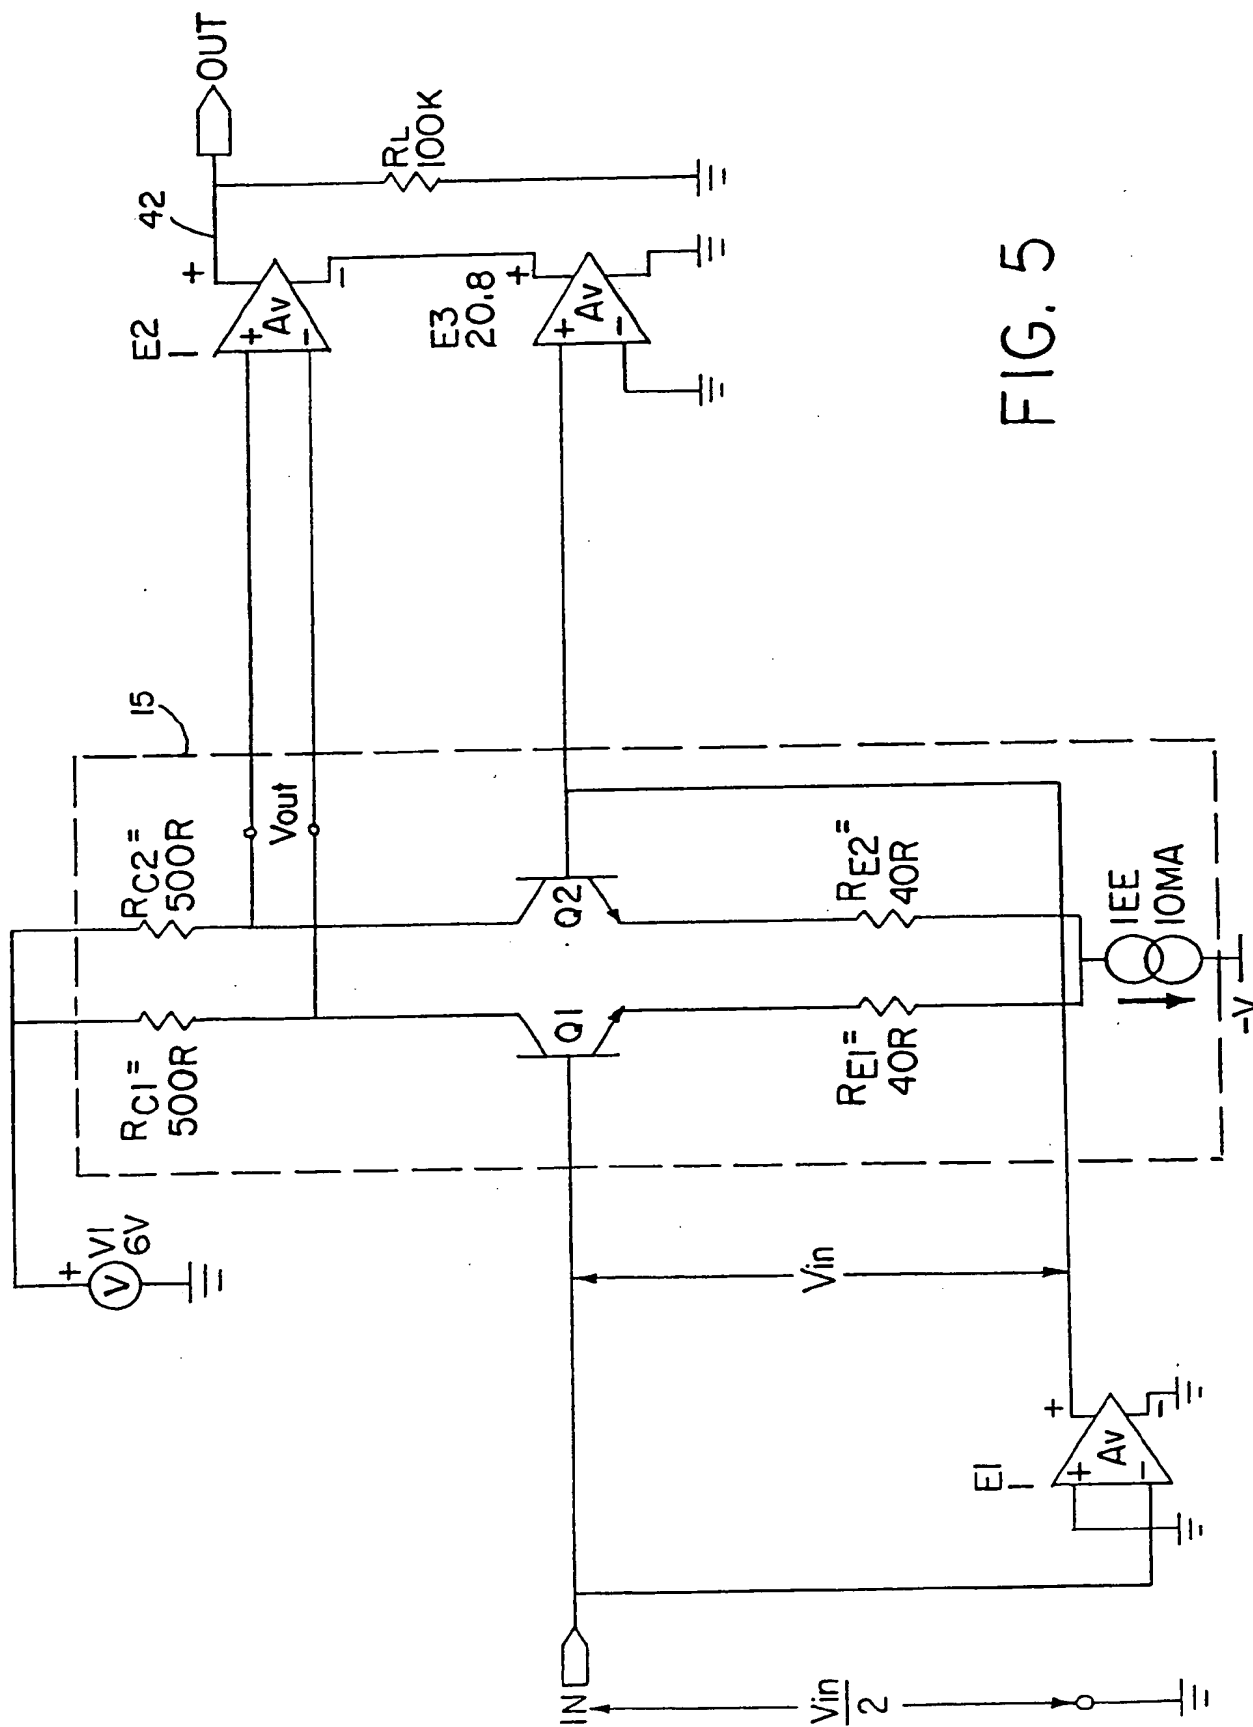 OUT
42
+
RL
100K
E2
1
+
Av
−
−
E3
20.8
+
+
Av
−
FIG. 5
15
RC2=
500R
RC1=
500R
Vout
Q2
Q1
RE2=
40R
RE1=
40R
IEE
10MA
-V
+
V
V1
6V
Vin
E1
1
+
+
Av
−
−
IN
Vin
2